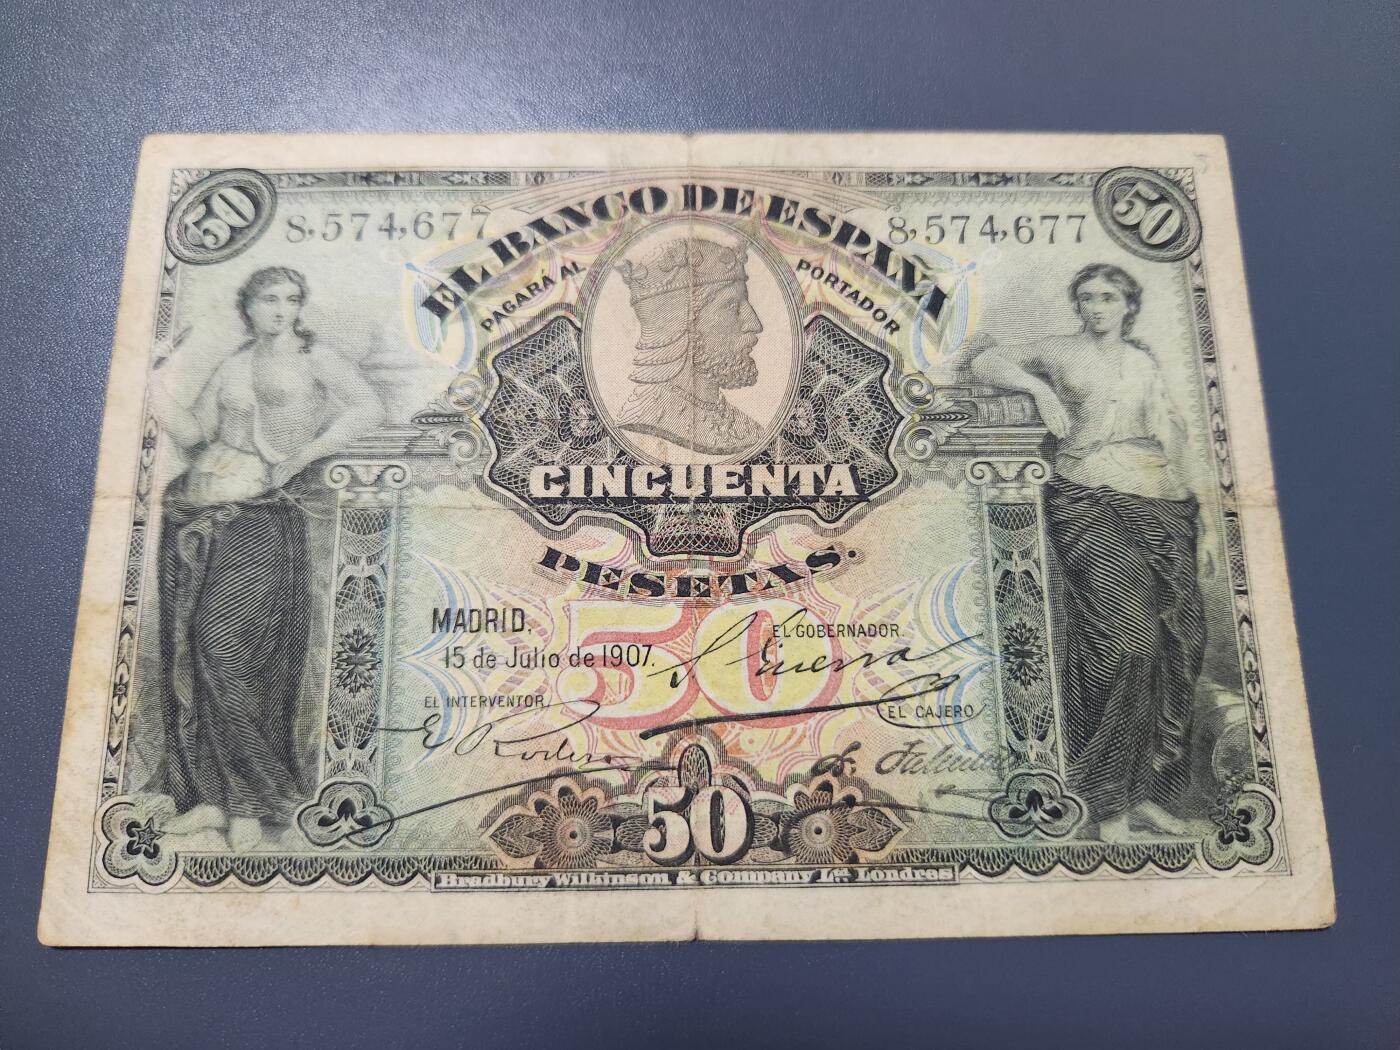 50 50
8,574,677 8,574,677
EL BANCO DE ESPAÑA
PAGARÁ AL PORTADOR
CINCUENTA
PESETAS.
50
MADRID,
15 de Julio de 1907.
EL GOBERNADOR.
EL INTERVENTOR.
EL CAJERO
50
Bradbury Wilkinson & Company Ld. Londres